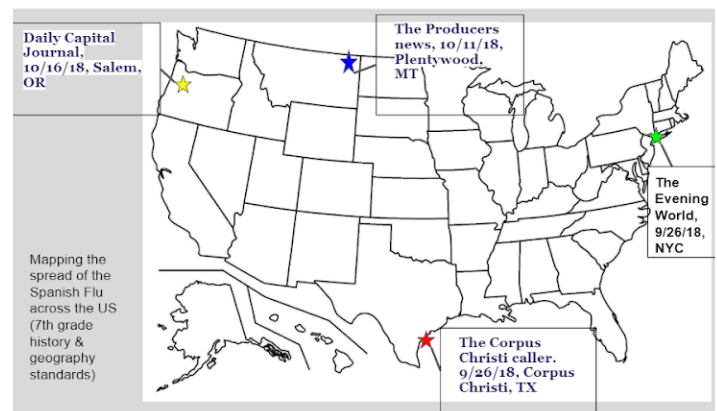 Daily Capital
Journal,
10/16/18, Salem,
OR
The Producers
news, 10/11/18,
Plentywood,
MT
The
Evening
World,
9/26/18,
NYC
Mapping the
spread of the
Spanish Flu
across the US
(7th grade
history &
geography
standards)
The Corpus
Christi caller.
9/26/18, Corpus
Christi, TX